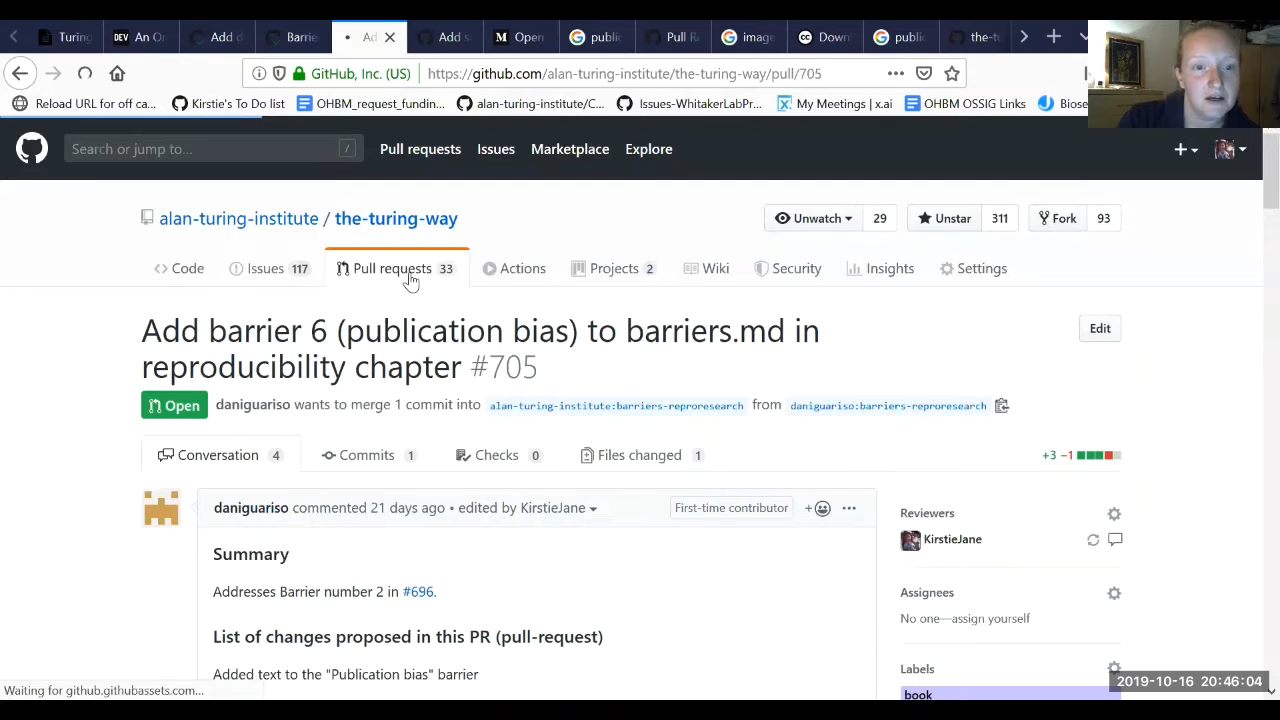 Turing
DEV An O
Add d
Barrie
Ad
Add s
M Open
public
Pull R
image
cc Down
public
the-t
GitHub, Inc. (US) https://github.com/alan-turing-institute/the-turing-way/pull/705
Reload URL for off ca...
Kirstie's To Do list
OHBM_request_fundin...
alan-turing-institute/C...
Issues-WhitakerLabPr...
My Meetings | x.ai
OHBM OSSIG Links
Biose
Search or jump to... /
Pull requests Issues Marketplace Explore
alan-turing-institute / the-turing-way
Unwatch 29 Unstar 311 Fork 93
Code Issues 117 Pull requests 33 Actions Projects 2 Wiki Security Insights Settings
Add barrier 6 (publication bias) to barriers.md in
reproducibility chapter #705
Edit
Open daniguariso wants to merge 1 commit into alan-turing-institute:barriers-reproresearch from daniguariso:barriers-reproresearch
Conversation 4 Commits 1 Checks 0 Files changed 1 +3 −1
daniguariso commented 21 days ago • edited by KirstieJane First-time contributor
Summary
Addresses Barrier number 2 in #696.
List of changes proposed in this PR (pull-request)
Added text to the "Publication bias" barrier
Reviewers
KirstieJane
Assignees
No one—assign yourself
Labels
book
Waiting for github.githubassets.com...
2019-10-16 20:46:04